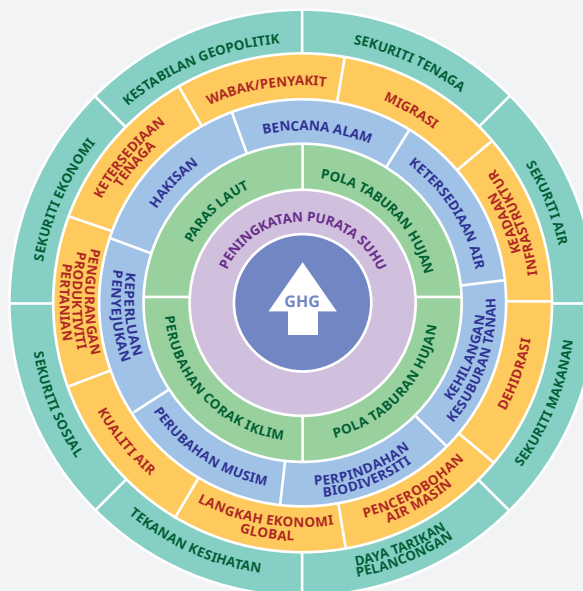 KESTABILAN GEOPOLITIK
SEKURITI TENAGA
SEKURITI AIR
SEKURITI MAKANAN
DAYA TARIKAN
PELANCONGAN
TEKANAN KESIHATAN
SEKURITI SOSIAL
SEKURITI EKONOMI
WABAK/PENYAKIT
MIGRASI
KEADAAN
INFRASTRUKTUR
DEHIDRASI
PENCEROBOHAN
AIR MASIN
LANGKAH EKONOMI
GLOBAL
KUALITI AIR
PENGURANGAN
PRODUKTIVITI
PERTANIAN
KETERSEDIAAN
TENAGA
BENCANA ALAM
KETERSEDIAAN AIR
KEHILANGAN
KESUBURAN TANAH
PERPINDAHAN
BIODIVERSITI
PERUBAHAN MUSIM
KEPERLUAN
PENYEJUKAN
HAKISAN
PARAS LAUT
POLA TABURAN HUJAN
POLA TABURAN HUJAN
PERUBAHAN CORAK IKLIM
PENINGKATAN PURATA SUHU
GHG